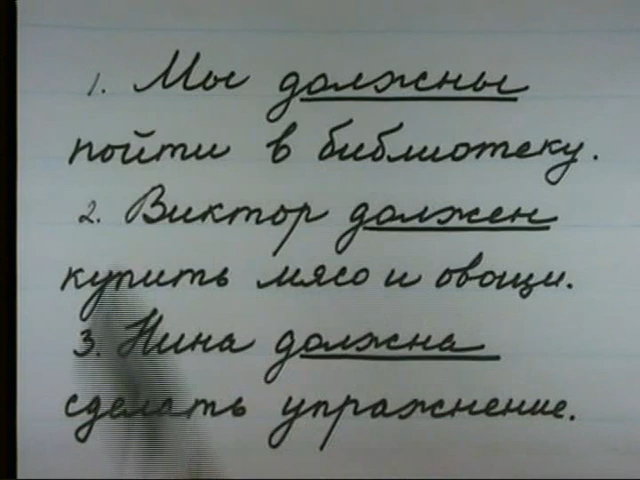 1. Мы должны
пойти в библиотеку.
2. Виктор должен
купить мясо и овощи.
3. Нина должна
сделать упражнение.